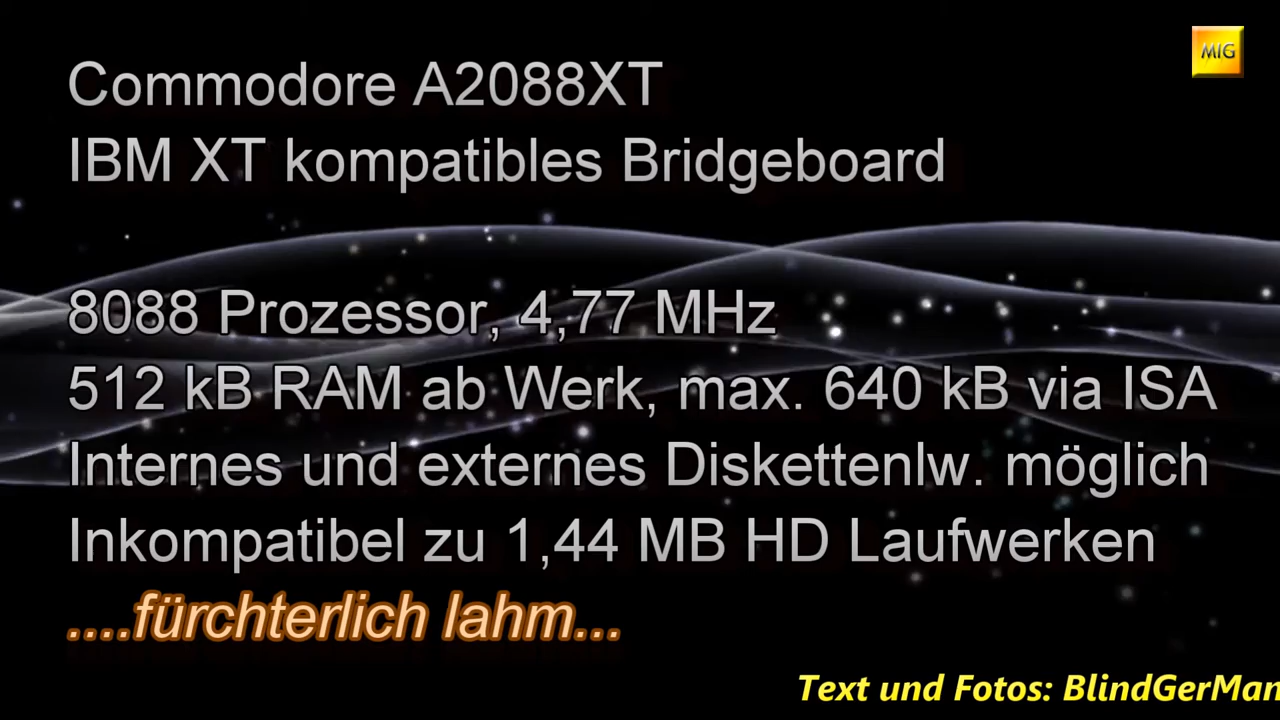 MIG
Commodore A2088XT
IBM XT kompatibles Bridgeboard
8088 Prozessor, 4,77 MHz
512 kB RAM ab Werk, max. 640 kB via ISA
Internes und externes Diskettenlw. möglich
Inkompatibel zu 1,44 MB HD Laufwerken
....fürchterlich lahm...
Text und Fotos: BlindGerMan